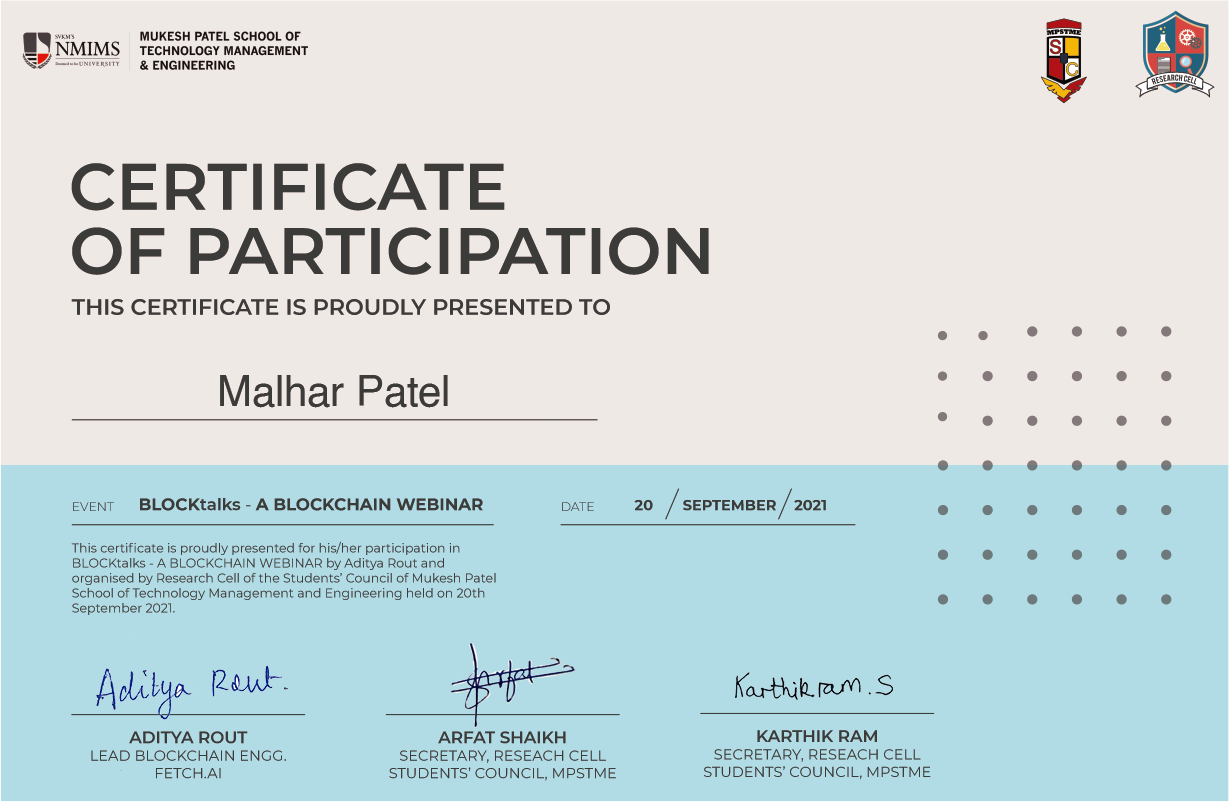 SVKM'S
NMIMS
Deemed to be UNIVERSITY
MUKESH PATEL SCHOOL OF
TECHNOLOGY MANAGEMENT
& ENGINEERING
MPSTME
S
C
RESEARCH CELL
CERTIFICATE
OF PARTICIPATION
THIS CERTIFICATE IS PROUDLY PRESENTED TO
Malhar Patel
EVENT BLOCKtalks - A BLOCKCHAIN WEBINAR
DATE 20 / SEPTEMBER / 2021
This certificate is proudly presented for his/her participation in
BLOCKtalks - A BLOCKCHAIN WEBINAR by Aditya Rout and
organised by Research Cell of the Students' Council of Mukesh Patel
School of Technology Management and Engineering held on 20th
September 2021.
Aditya Rout.
Arfat
Karthikram.S
ADITYA ROUT
LEAD BLOCKCHAIN ENGG.
FETCH.AI
ARFAT SHAIKH
SECRETARY, RESEACH CELL
STUDENTS' COUNCIL, MPSTME
KARTHIK RAM
SECRETARY, RESEACH CELL
STUDENTS' COUNCIL, MPSTME